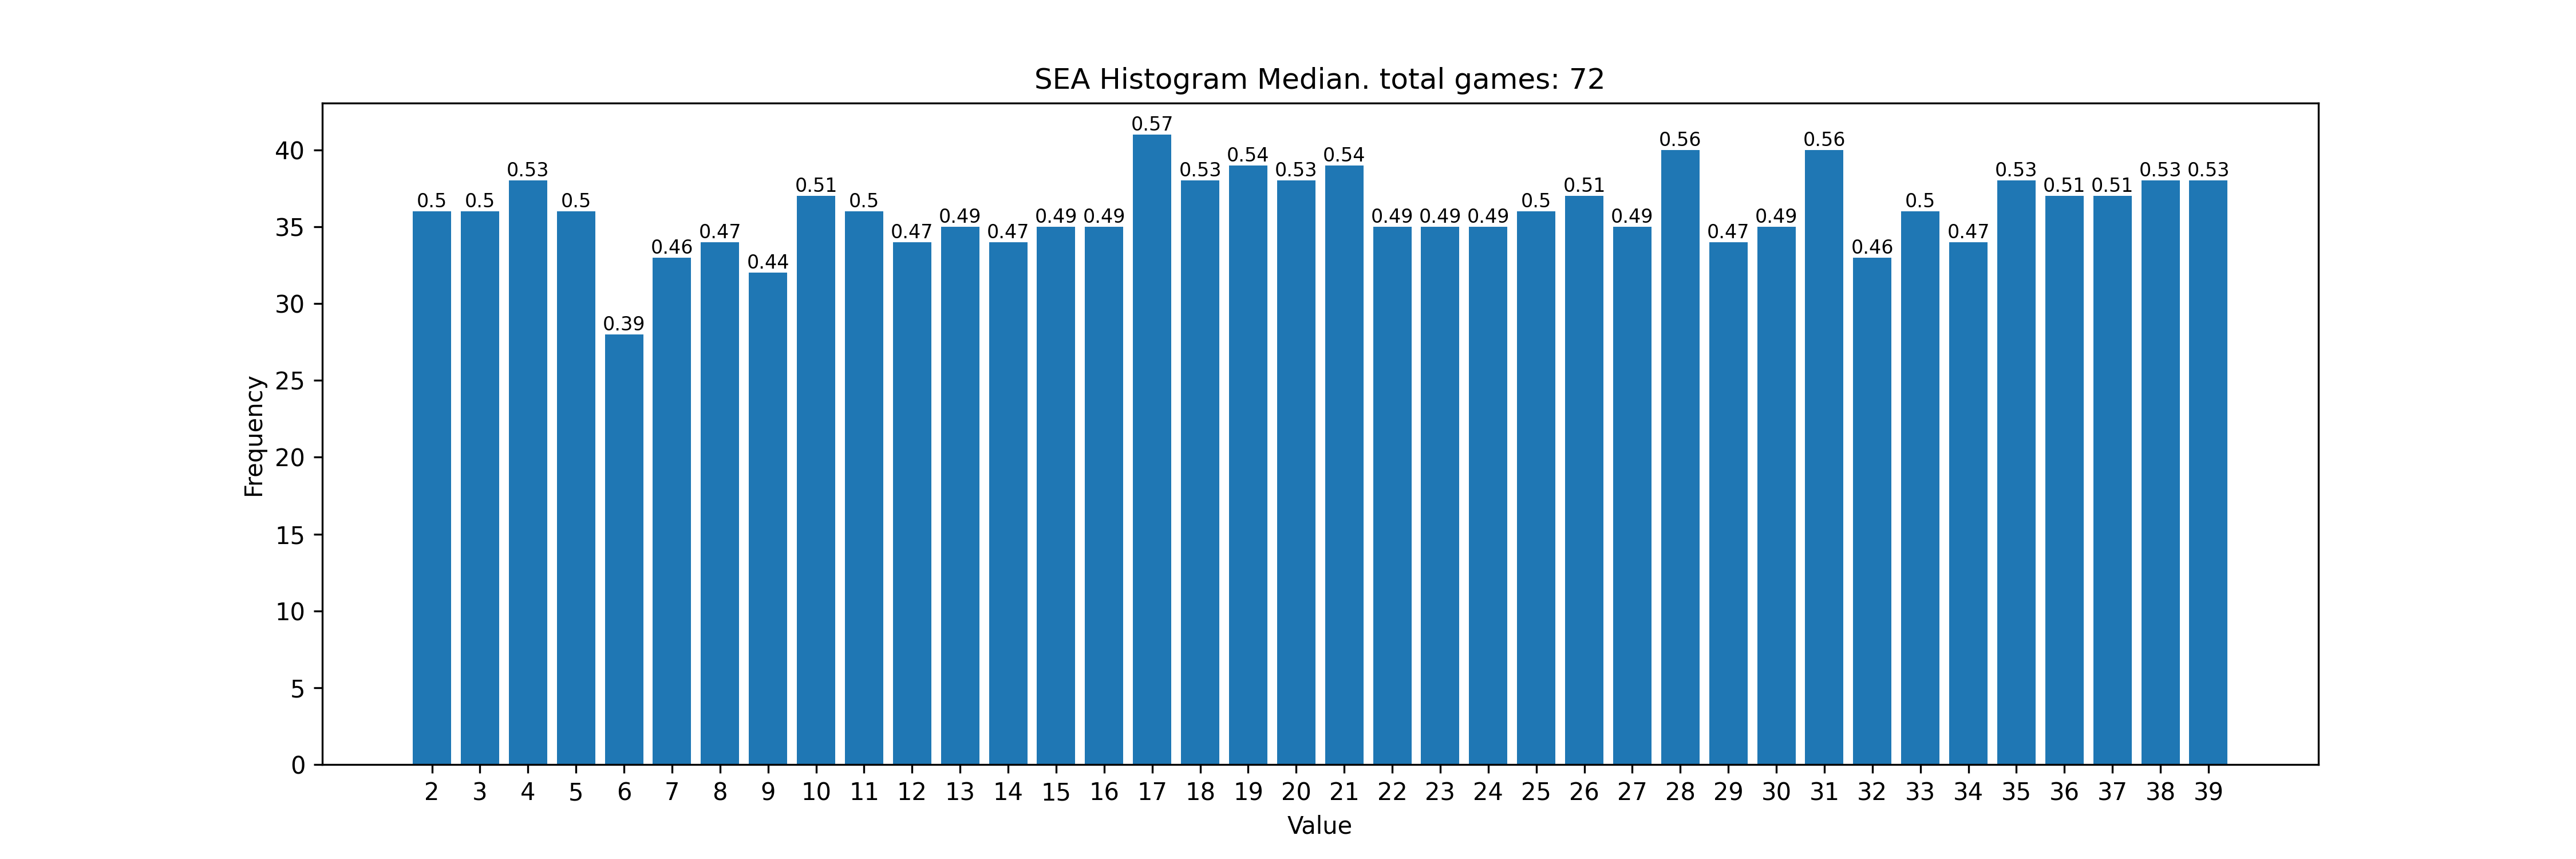 SEA Histogram Median. total games: 72
0.5 0.5 0.53 0.5 0.39 0.46 0.47 0.44 0.51 0.5 0.47 0.49 0.47 0.49 0.49 0.57 0.53 0.54 0.53 0.54 0.49 0.49 0.49 0.5 0.51 0.49 0.56 0.47 0.49 0.56 0.46 0.5 0.47 0.53 0.51 0.51 0.53 0.53
40
35
30
25
20
15
10
5
0
Frequency
2 3 4 5 6 7 8 9 10 11 12 13 14 15 16 17 18 19 20 21 22 23 24 25 26 27 28 29 30 31 32 33 34 35 36 37 38 39
Value